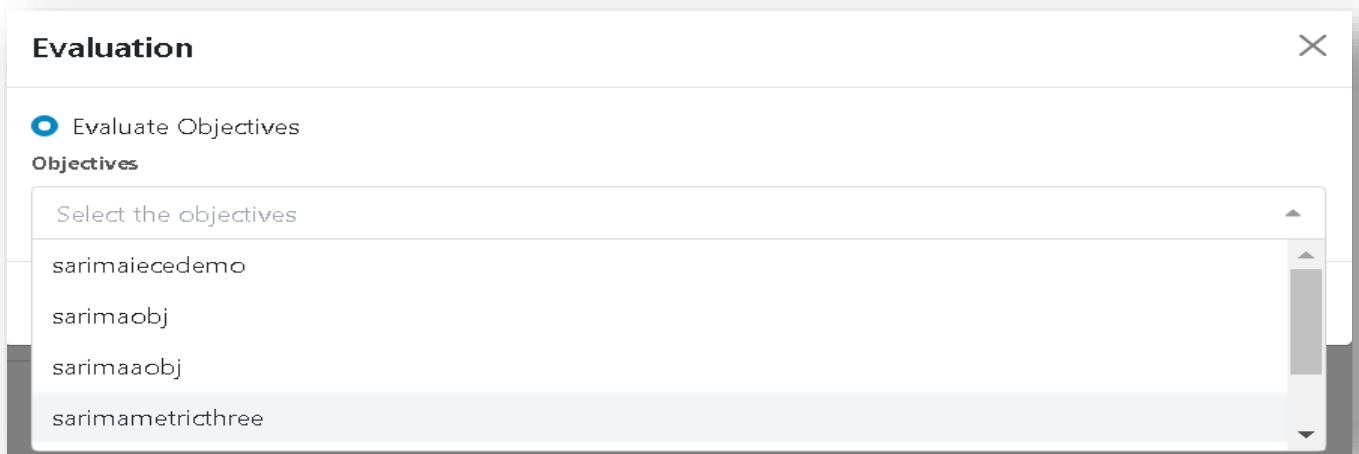 Evaluation
Evaluate Objectives
Objectives
Select the objectives
sarimaiecedemo
sarimaobj
sarimaaobj
sarimametricthree